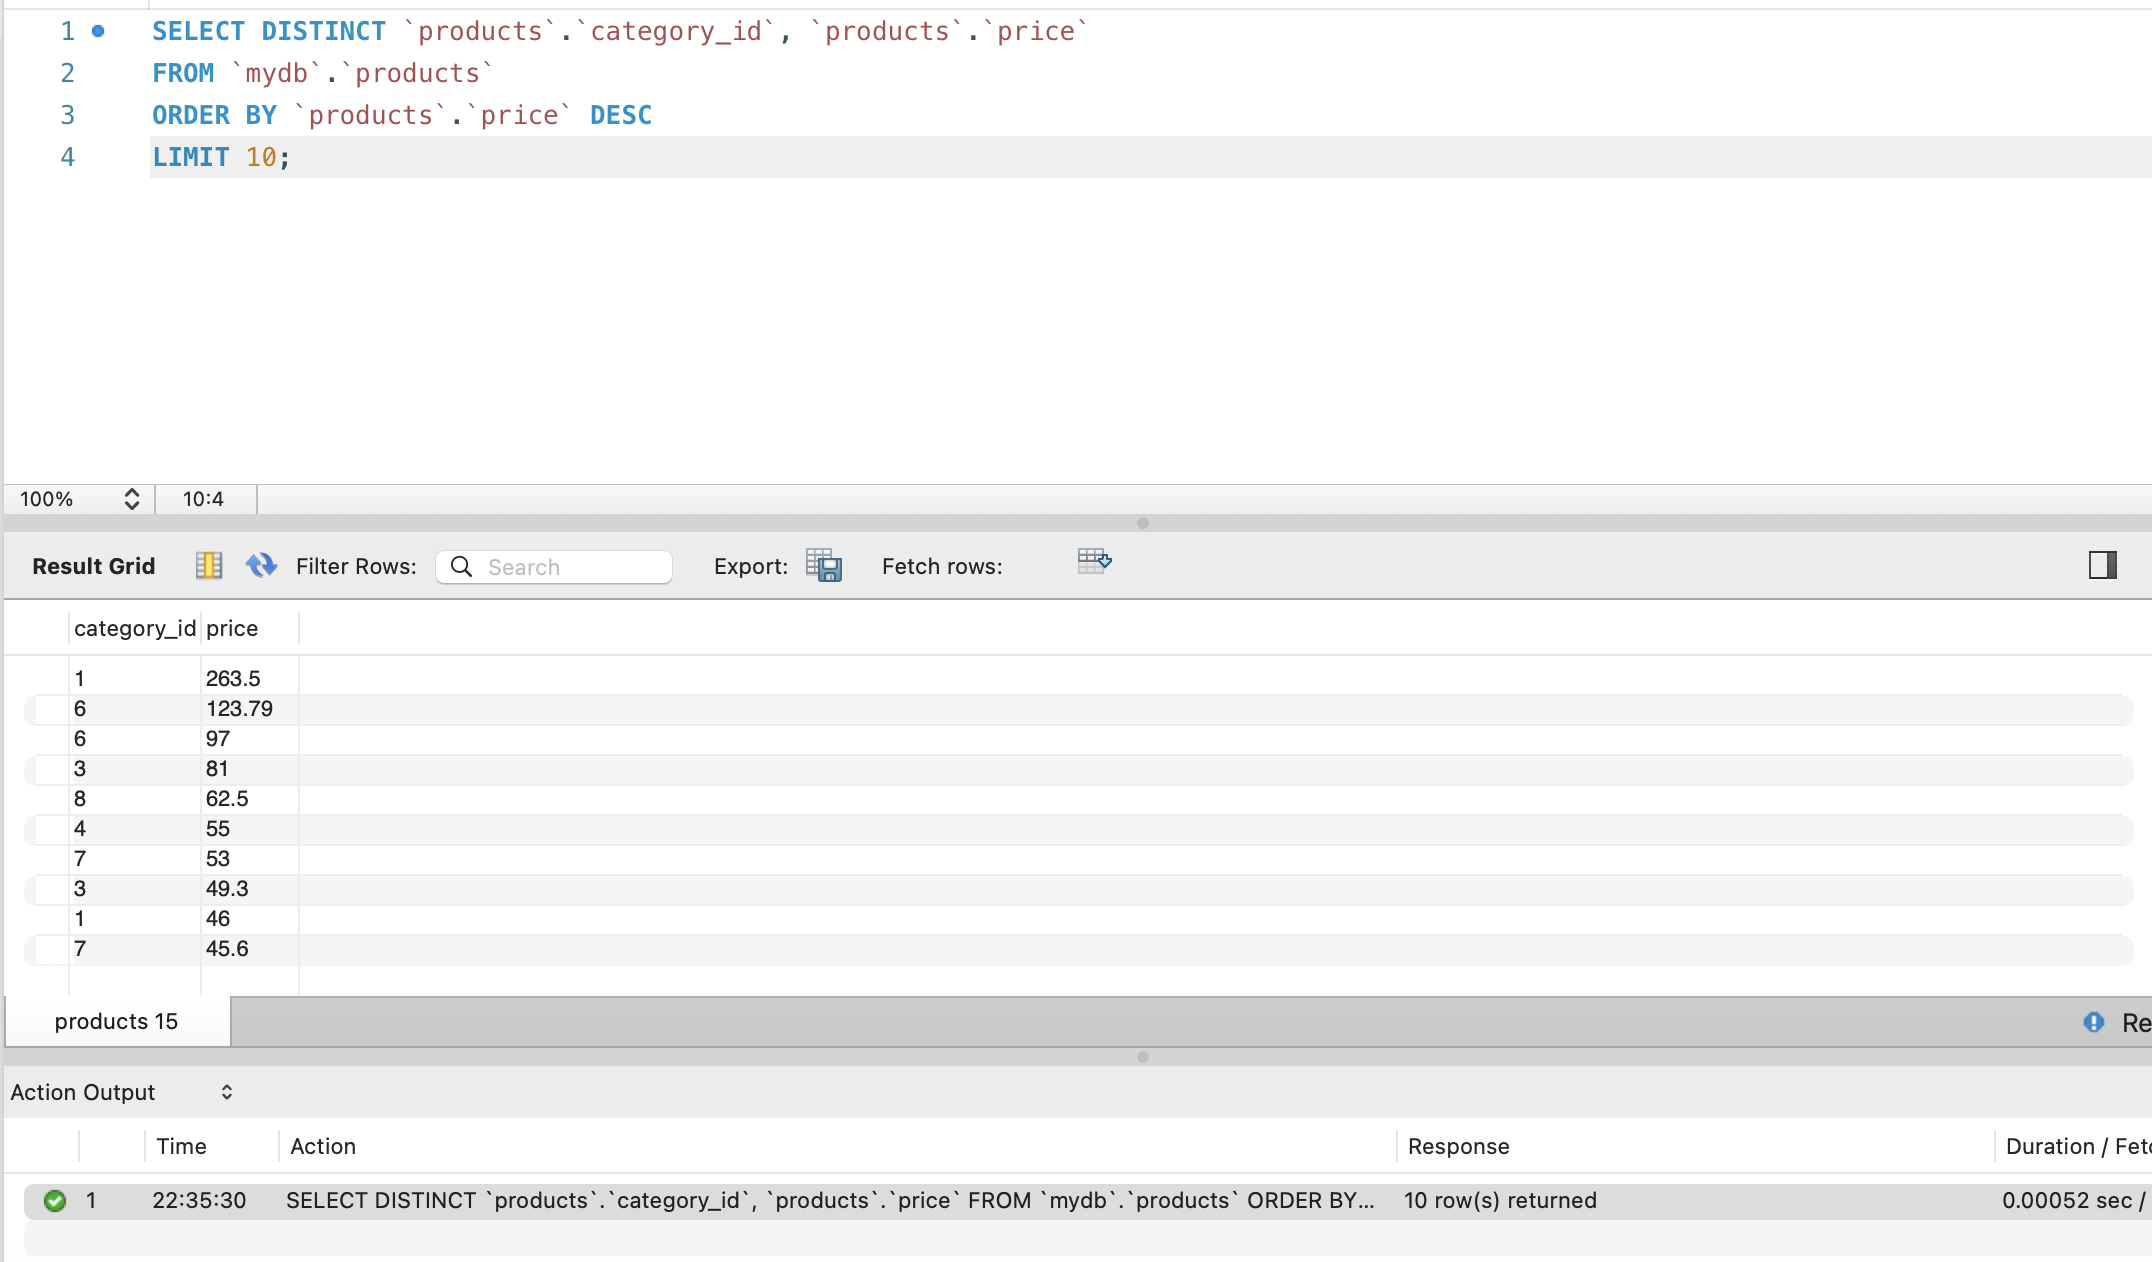 1 SELECT DISTINCT `products`.`category_id`, `products`.`price`
2 FROM `mydb`.`products`
3 ORDER BY `products`.`price` DESC
4 LIMIT 10;
100% 10:4
Result Grid Filter Rows: Search Export: Fetch rows:
category_id price
1 263.5
6 123.79
6 97
3 81
8 62.5
4 55
7 53
3 49.3
1 46
7 45.6
products 15 Re
Action Output
Time Action Response Duration / Fetc
1 22:35:30 SELECT DISTINCT `products`.`category_id`, `products`.`price` FROM `mydb`.`products` ORDER BY... 10 row(s) returned 0.00052 sec /